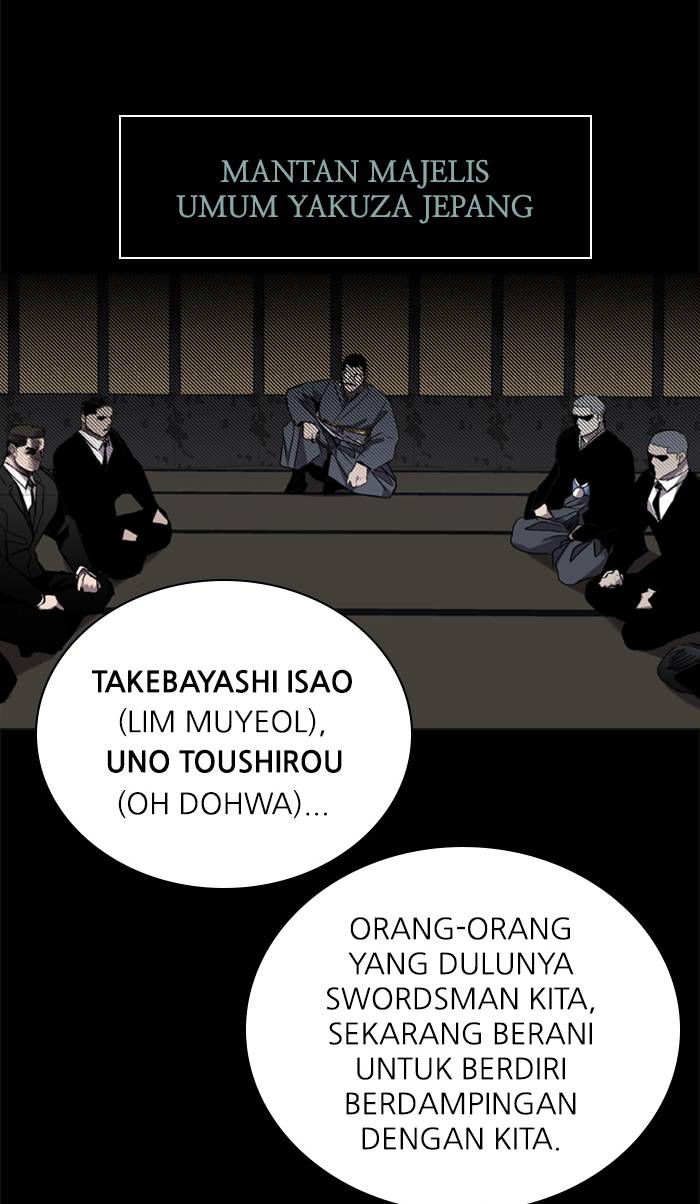 MANTAN MAJELIS
UMUM YAKUZA JEPANG
TAKEBAYASHI ISAO
(LIM MUYEOL),
UNO TOUSHIROU
(OH DOHWA)...
ORANG-ORANG
YANG DULUNYA
SWORDSMAN KITA,
SEKARANG BERANI
UNTUK BERDIRI
BERDAMPINGAN
DENGAN KITA.